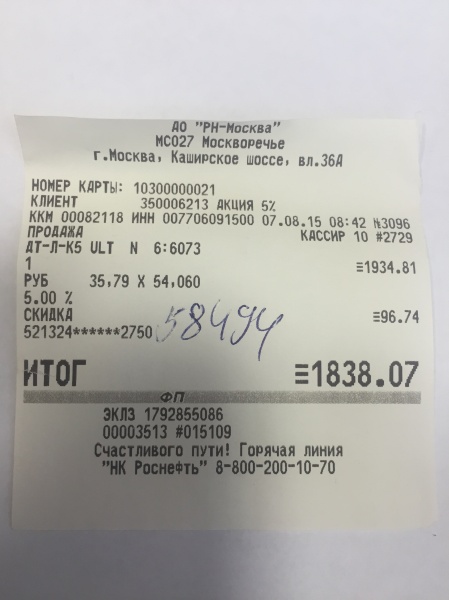 АО "РН-Москва"
МС027 Москворечье
г.Москва, Каширское шоссе, вл.36А
НОМЕР КАРТЫ: 10300000021
КЛИЕНТ 350006213 АКЦИЯ 5%
ККМ 00082118 ИНН 007706091500 07.08.15 08:42 №3096
ПРОДАЖА КАССИР 10 #2729
ДТ-Л-К5 ULT N 6:6073
1 ≡1934.81
РУБ 35,79 X 54,060
5.00 %
СКИДКА ≡96.74
521324******2750 58494
ИТОГ ≡1838.07
ФП
ЭКЛЗ 1792855086
00003513 #015109
Счастливого пути! Горячая линия
"НК Роснефть" 8-800-200-10-70